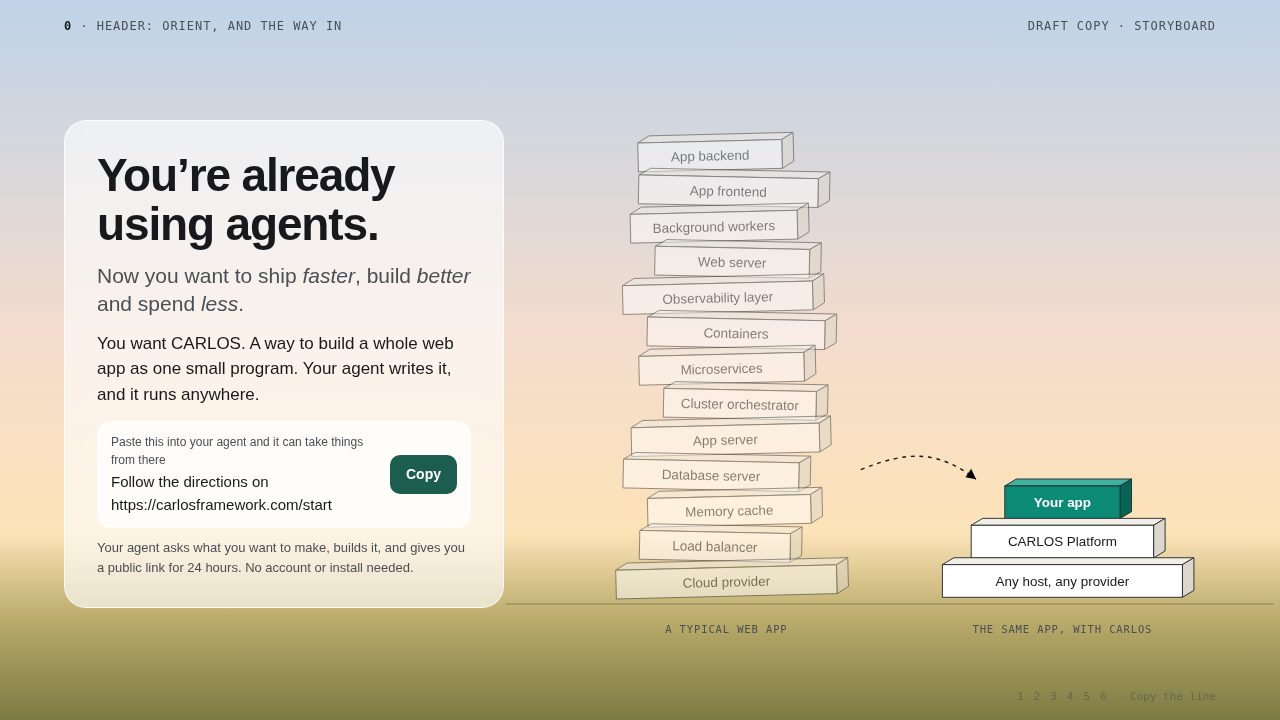 0 · HEADER: ORIENT, AND THE WAY IN
DRAFT COPY · STORYBOARD
You’re already
using agents.
Now you want to ship faster, build better
and spend less.
You want CARLOS. A way to build a whole web
app as one small program. Your agent writes it,
and it runs anywhere.
Paste this into your agent and it can take things
from there
Follow the directions on
https://carlosframework.com/start
Copy
Your agent asks what you want to make, builds it, and gives you
a public link for 24 hours. No account or install needed.
App backend
App frontend
Background workers
Web server
Observability layer
Containers
Microservices
Cluster orchestrator
App server
Database server
Memory cache
Load balancer
Cloud provider
A TYPICAL WEB APP
Your app
CARLOS Platform
Any host, any provider
THE SAME APP, WITH CARLOS
1 2 3 4 5 6 · Copy the line